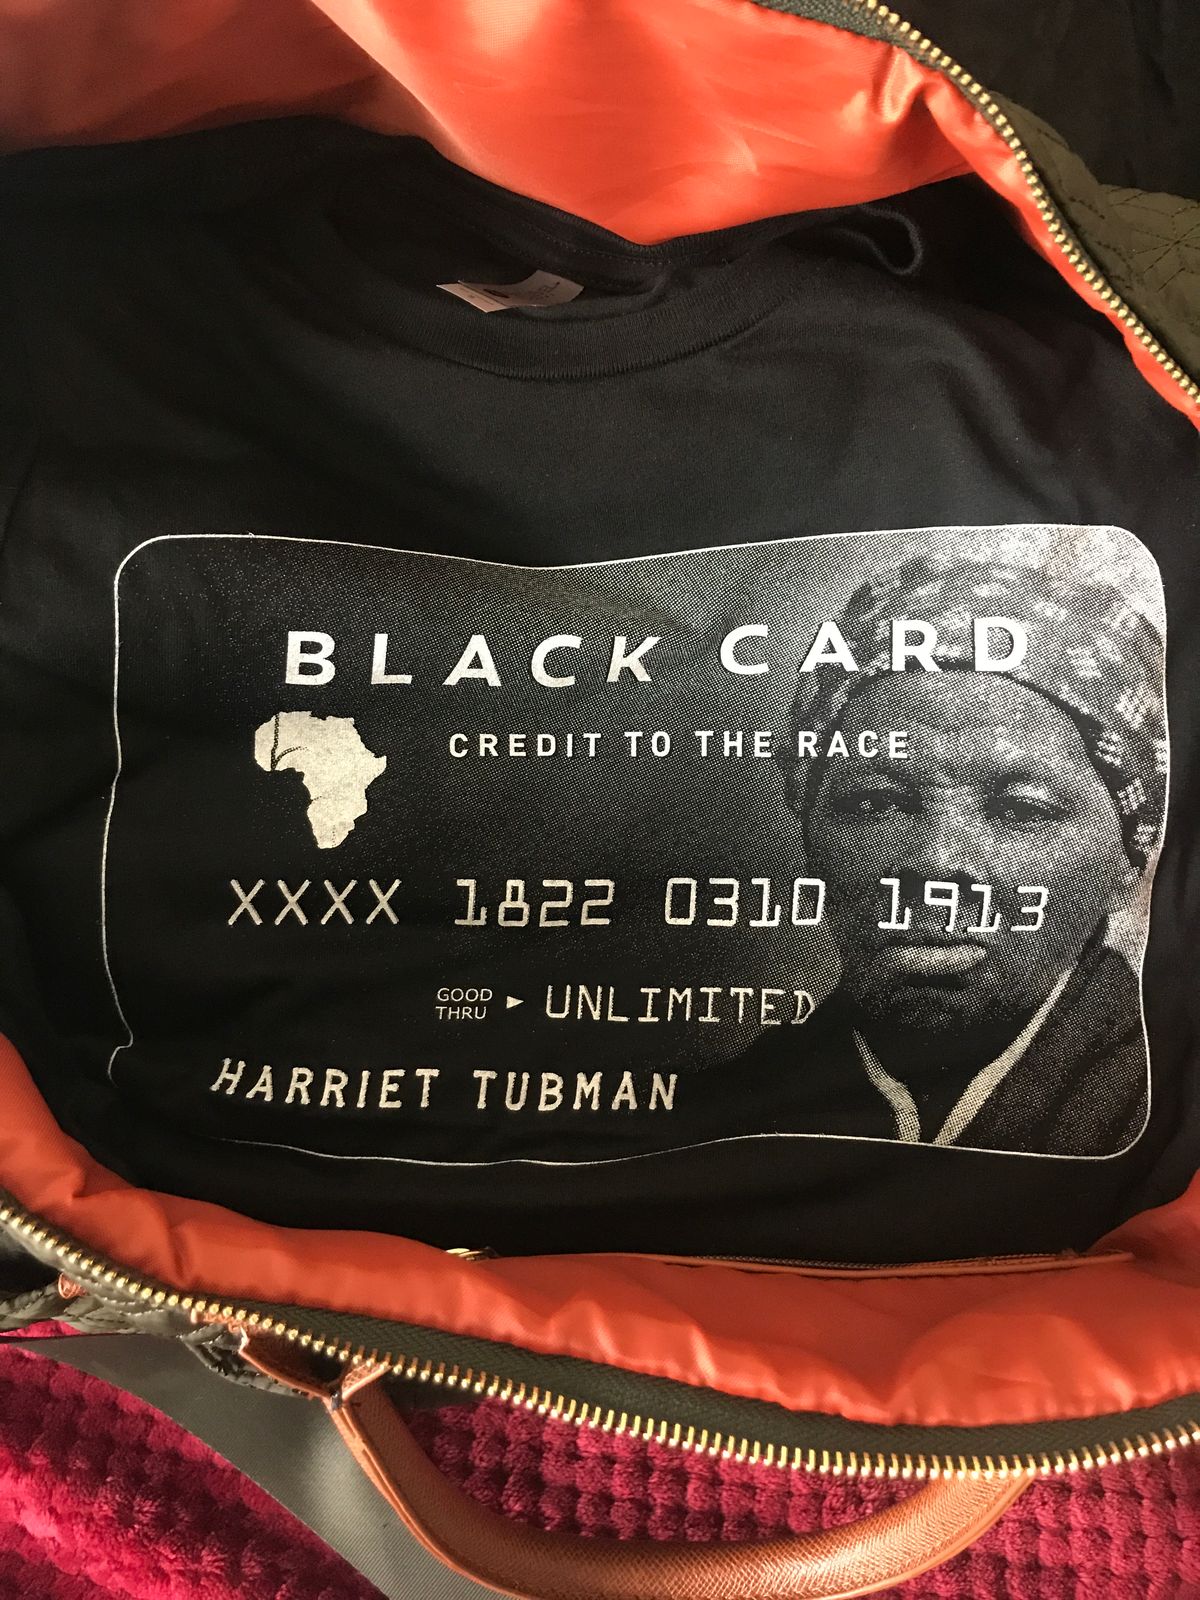 BLACK CARD
CREDIT TO THE RACE
XXXX 1822 0310 1913
GOOD
THRU ► UNLIMITED
HARRIET TUBMAN